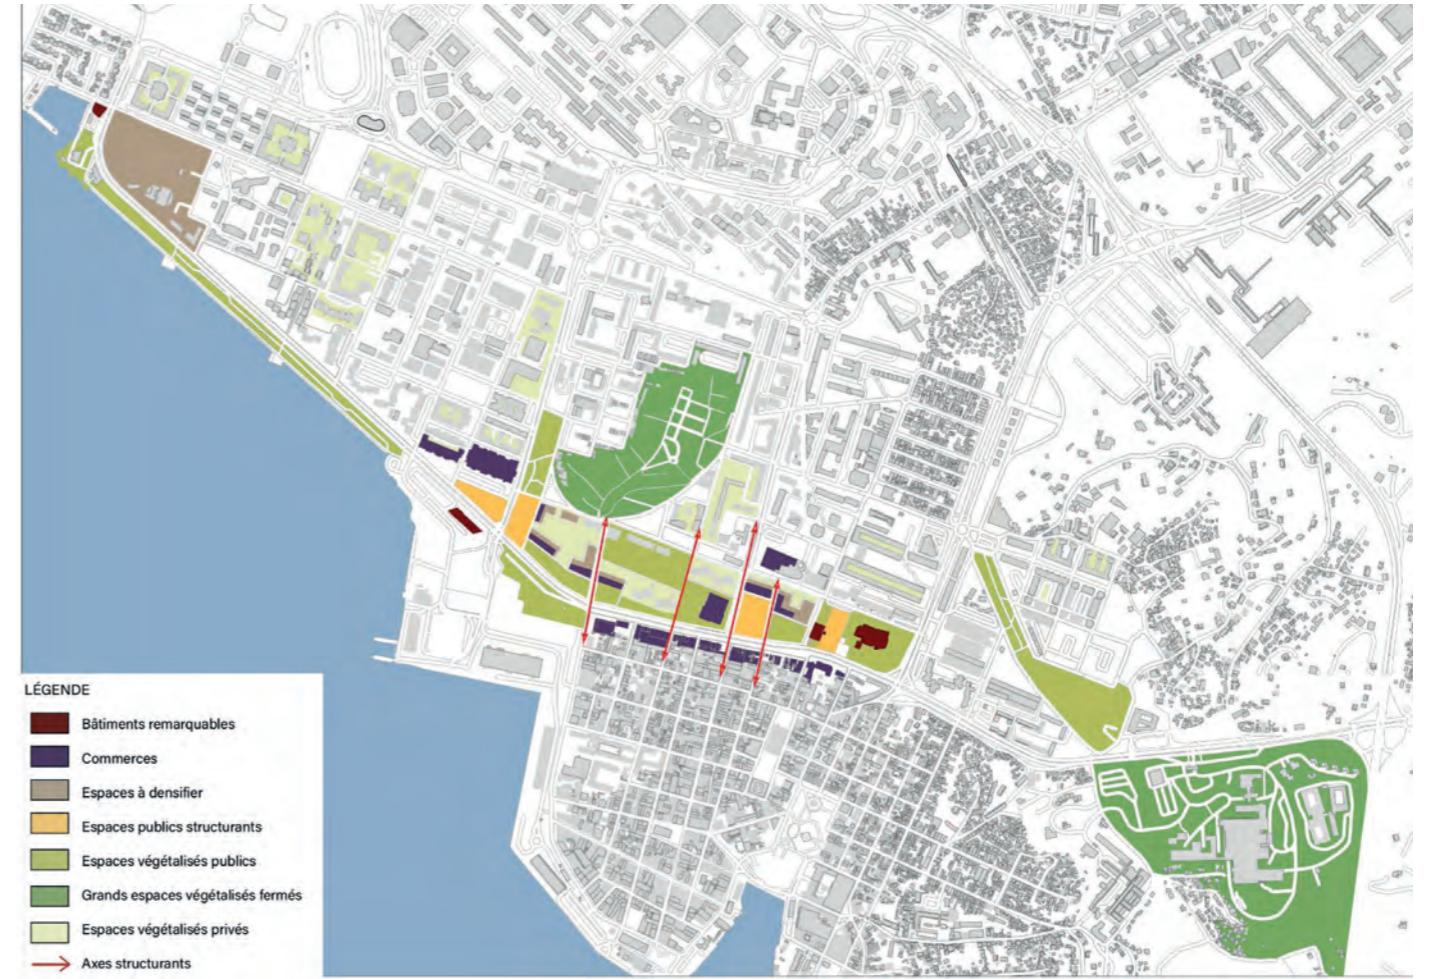 LÉGENDE
Bâtiments remarquables
Commerces
Espaces à densifier
Espaces publics structurants
Espaces végétalisés publics
Grands espaces végétalisés fermés
Espaces végétalisés privés
Axes structurants